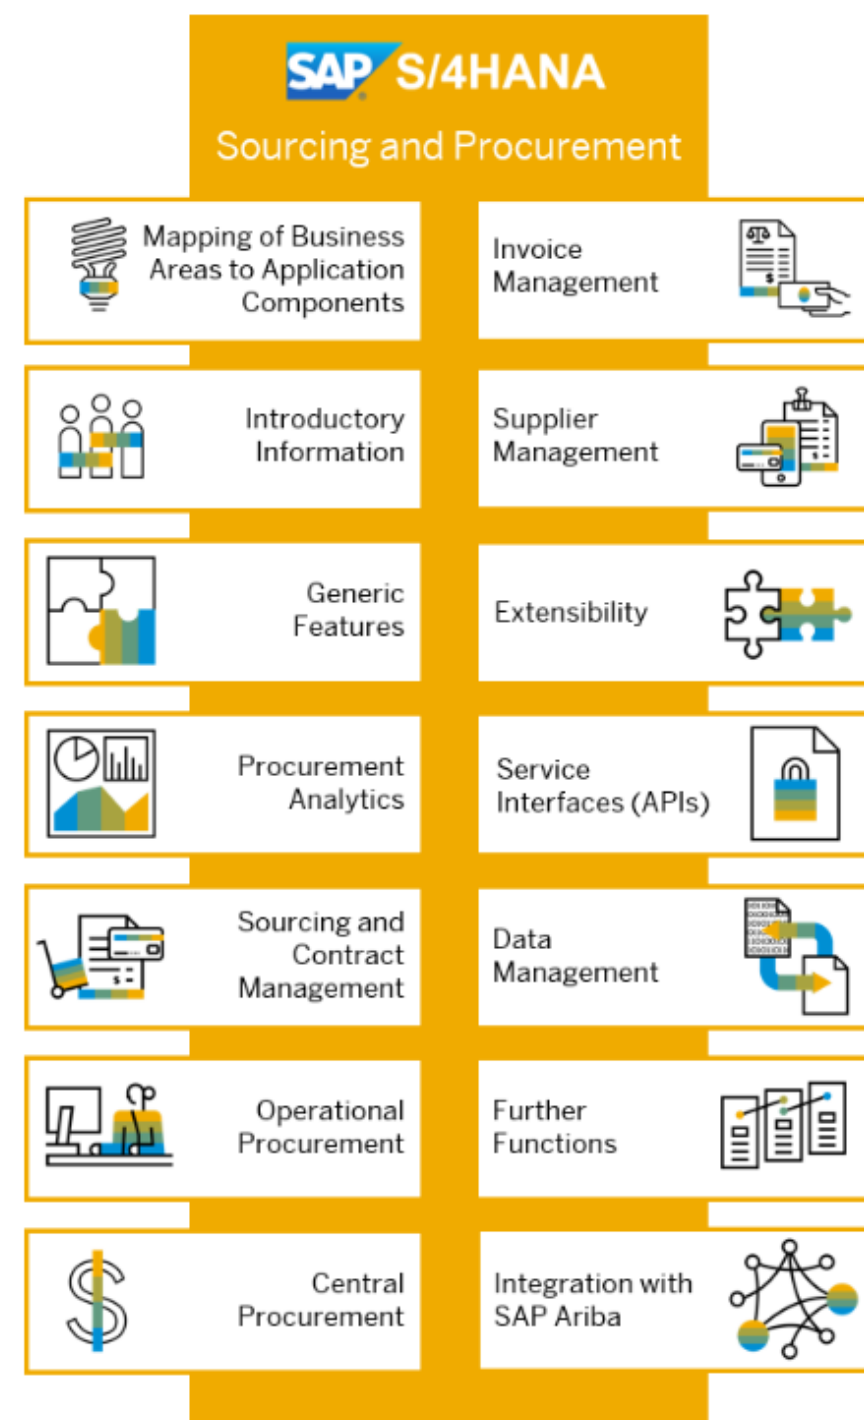 SAP S/4HANA
Sourcing and Procurement
Mapping of Business
Areas to Application
Components
Introductory
Information
Generic
Features
Procurement
Analytics
Sourcing and
Contract
Management
Operational
Procurement
Central
Procurement
Invoice
Management
Supplier
Management
Extensibility
Service
Interfaces (APIs)
Data
Management
Further
Functions
Integration with
SAP Ariba